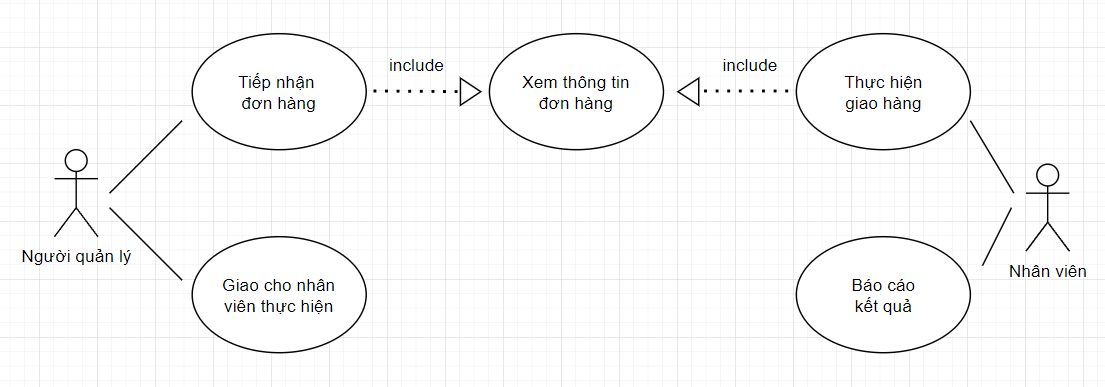 Tiếp nhận
đơn hàng
include
Xem thông tin
đơn hàng
include
Thực hiện
giao hàng
Người quản lý
Nhân viên
Giao cho nhân
viên thực hiện
Báo cáo
kết quả